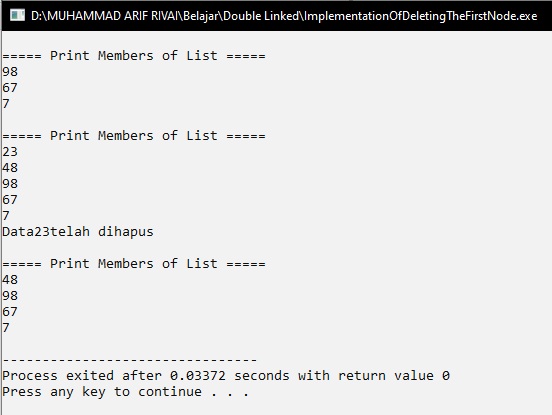 D:\MUHAMMAD ARIF RIVAI\Belajar\Double Linked\ImplementationOfDeletingTheFirstNode.exe
===== Print Members of List =====
98
67
7
===== Print Members of List =====
23
48
98
67
7
Data23telah dihapus
===== Print Members of List =====
48
98
67
7
--------------------------------
Process exited after 0.03372 seconds with return value 0
Press any key to continue . . .